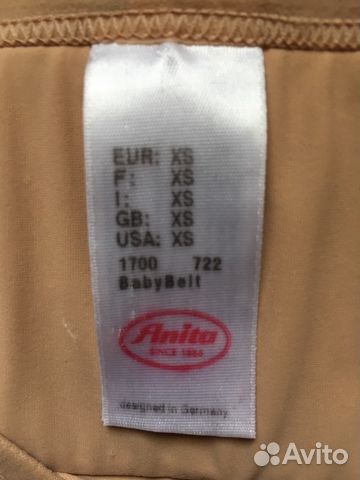 EUR: XS
F: XS
I: XS
GB: XS
USA: XS
1700 722
BabyBelt
Anita
SINCE 1886
designed in Germany
Avito